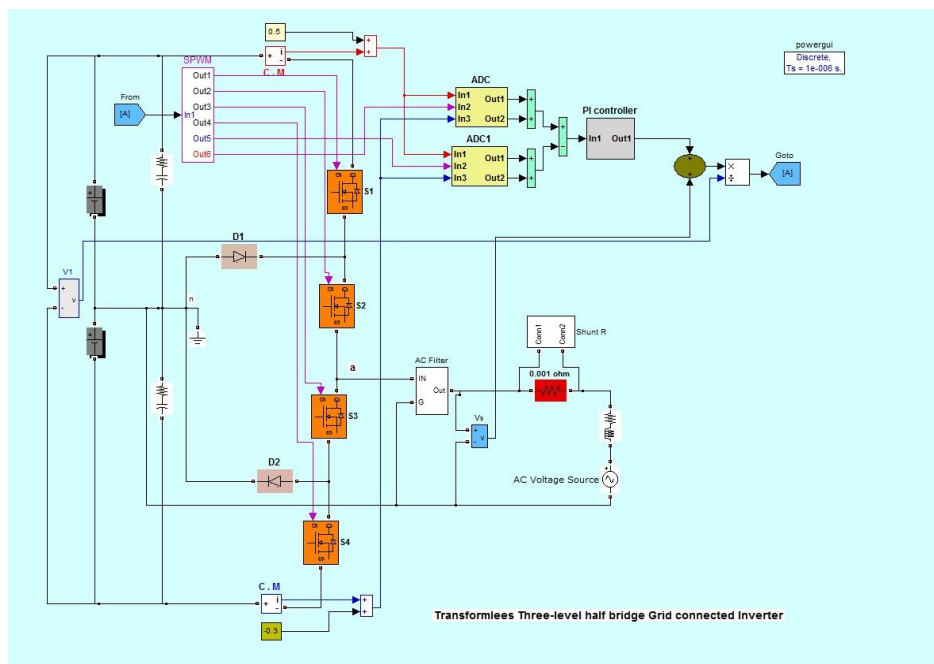 0.5
+
+
+ i
-
C . M
SPWM
Out1
Out2
Out3
Out4
Out5
Out6
In1
From
[A]
ADC
In1
In2
In3
Out1
Out2
+
+
ADC1
In1
In2
In3
Out1
Out2
+
+
+
-
PI controller
In1 Out1
+
+
×
÷
Goto
[A]
powergui
Discrete,
Ts = 1e-006 s.
S1
D1
V1
+
-
v
n
S2
a
AC Filter
IN
G
Out
Conn1
Conn2
Shunt R
0.001 ohm
Vs
+
-
v
S3
D2
AC Voltage Source
+
S4
C . M
+ i
-
+
+
-0.3
Transformlees Three-level half bridge Grid connected Inverter